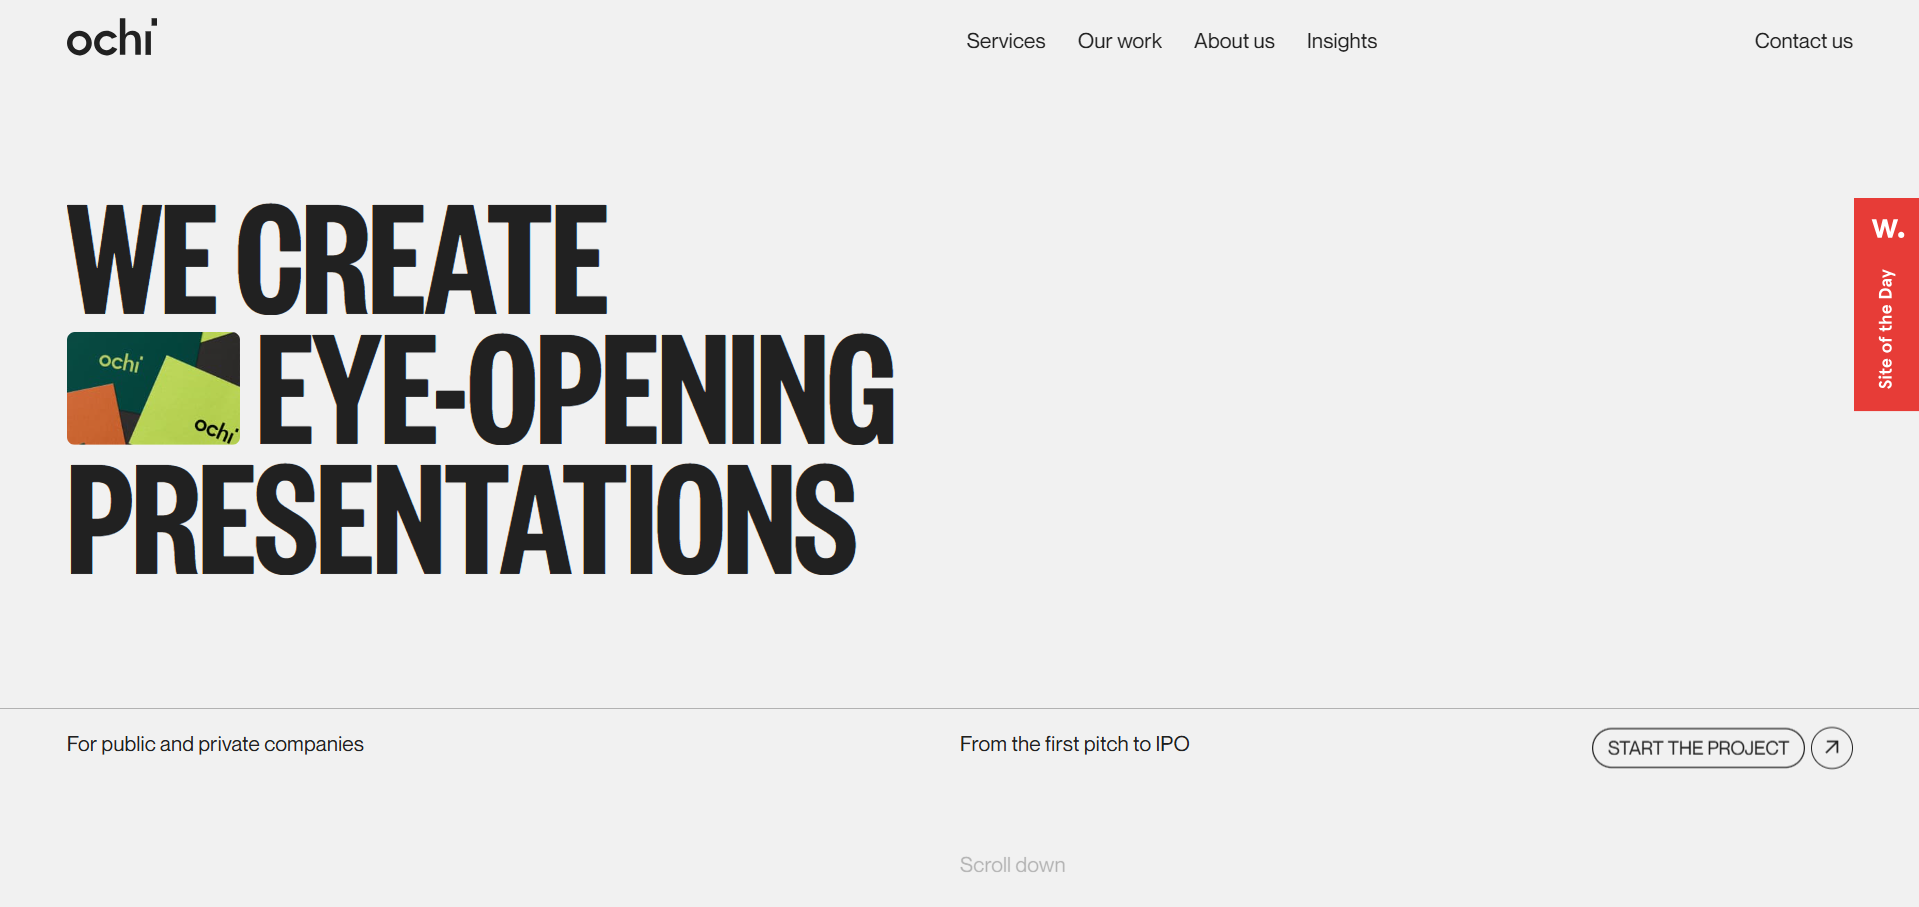 ochi
Services
Our work
About us
Insights
Contact us
WE CREATE
ochi
ochi
EYE-OPENING
PRESENTATIONS
W.
Site of the Day
For public and private companies
From the first pitch to IPO
START THE PROJECT
Scroll down